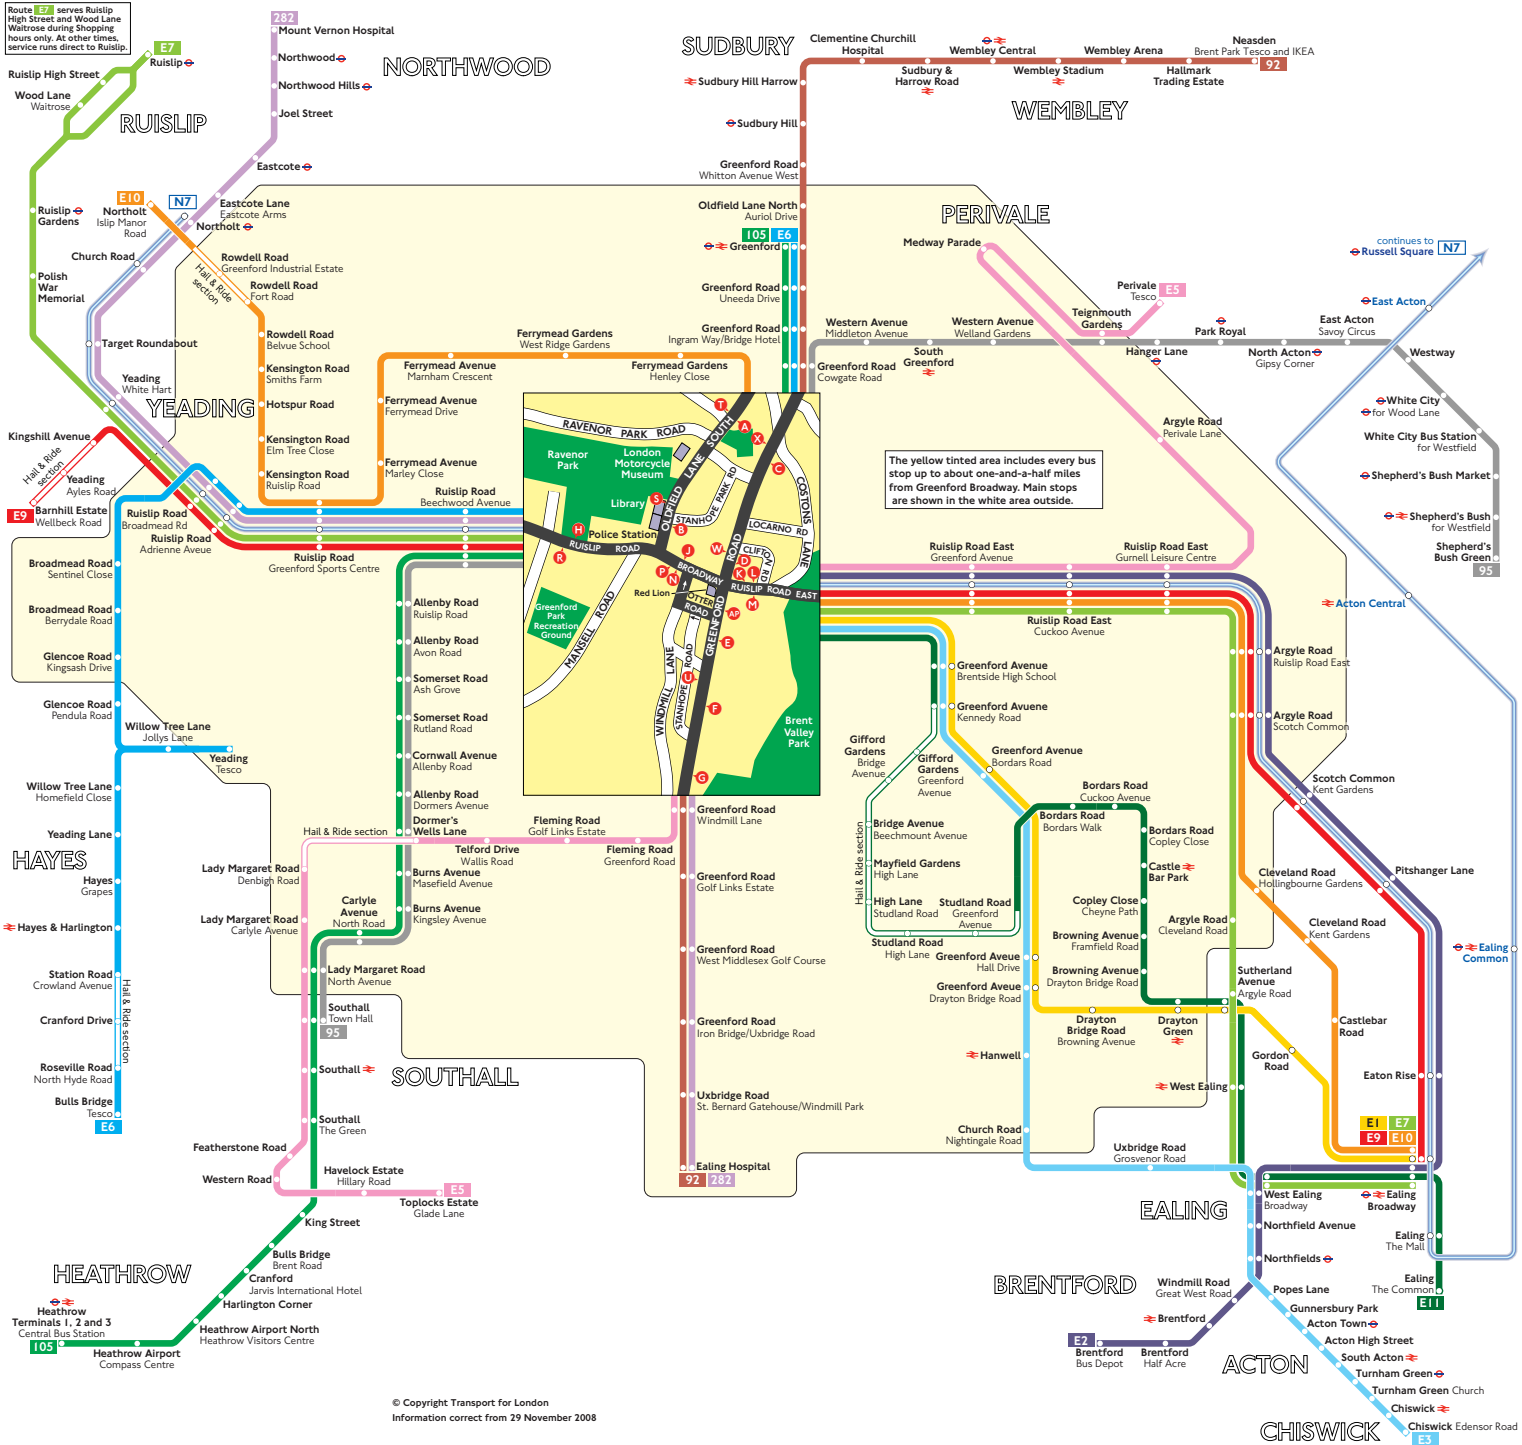 Route E7 serves Ruislip
High Street and Wood Lane
Waitrose during Shopping
hours only. At other times,
service runs direct to Ruislip.
E7
Ruislip
Ruislip High Street
Wood Lane
Waitrose
RUISLIP
Ruislip
Gardens
Polish
War
Memorial
282
Mount Vernon Hospital
Northwood
NORTHWOOD
Northwood Hills
Joel Street
Eastcote
Eastcote Lane
Eastcote Arms
Northolt
E10
Northolt
Islip Manor
Road
N7
Church Road
Hail & Ride
section
Rowdell Road
Greenford Industrial Estate
Rowdell Road
Fort Road
Target Roundabout
Yeading
White Hart
YEADING
Rowdell Road
Belvue School
Kensington Road
Smiths Farm
Hotspur Road
Kensington Road
Elm Tree Close
Kensington Road
Ruislip Road
Ferrymead Gardens
West Ridge Gardens
Ferrymead Avenue
Marnham Crescent
Ferrymead Gardens
Henley Close
Ferrymead Avenue
Ferrymead Drive
Ferrymead Avenue
Marley Close
Ruislip Road
Beechwood Avenue
Kingshill Avenue
Hail & Ride
section
Yeading
Ayles Road
E9
Barnhill Estate
Wellbeck Road
Ruislip Road
Broadmead Rd
Ruislip Road
Adrienne Aveue
Ruislip Road
Greenford Sports Centre
SUDBURY
Clementine Churchill
Hospital
Wembley Central
Wembley Arena
Neasden
Brent Park Tesco and IKEA
92
Sudbury Hill Harrow
Sudbury &
Harrow Road
Wembley Stadium
Hallmark
Trading Estate
WEMBLEY
Sudbury Hill
Greenford Road
Whitton Avenue West
Oldfield Lane North
Auriol Drive
105
E6
Greenford
Greenford Road
Uneeda Drive
Greenford Road
Ingram Way/Bridge Hotel
Greenford Road
Cowgate Road
PERIVALE
Medway Parade
Perivale
Tesco
E5
Teignmouth
Gardens
Western Avenue
Middleton Avenue
South
Greenford
Western Avenue
Welland Gardens
Hanger Lane
Park Royal
North Acton
Gipsy Corner
East Acton
Savoy Circus
continues to
Russell Square
N7
East Acton
Westway
White City
for Wood Lane
White City Bus Station
for Westfield
Shepherd's Bush Market
Shepherd's Bush
for Westfield
Shepherd's
Bush Green
95
Acton Central
Argyle Road
Perivale Lane
The yellow tinted area includes every bus
stop up to about one-and-a-half miles
from Greenford Broadway. Main stops
are shown in the white area outside.
RAVENOR PARK ROAD
OLDFIELD LANE SOUTH
Ravenor
Park
London
Motorcycle
Museum
Library
Police Station
STANHOPE PARK RD
COSTONS LANE
LOCARNO RD
CLIFTON RD
RUISLIP ROAD
BROADWAY
RUISLIP ROAD EAST
Red Lion
OTTER
ROAD
GREENFORD ROAD
MANSELL ROAD
WINDMILL LANE
STANHOPE ROAD
Greenford
Park
Recreation
Ground
Brent
Valley
Park
T
A
X
C
S
B
H
R
J
W
D
K
L
P
N
M
AP
E
U
F
G
Broadmead Road
Sentinel Close
Broadmead Road
Berrydale Road
Glencoe Road
Kingsash Drive
Glencoe Road
Pendula Road
Willow Tree Lane
Jollys Lane
Yeading
Tesco
Willow Tree Lane
Homefield Close
Yeading Lane
HAYES
Hayes
Grapes
Hayes & Harlington
Station Road
Crowland Avenue
Cranford Drive
Hail & Ride section
Roseville Road
North Hyde Road
Bulls Bridge
Tesco
E6
Allenby Road
Ruislip Road
Allenby Road
Avon Road
Somerset Road
Ash Grove
Somerset Road
Rutland Road
Cornwall Avenue
Allenby Road
Allenby Road
Dormers Avenue
Dormer's
Wells Lane
Hail & Ride section
Telford Drive
Wallis Road
Fleming Road
Golf Links Estate
Fleming Road
Greenford Road
Lady Margaret Road
Denbigh Road
Burns Avenue
Masefield Avenue
Carlyle
Avenue
North Road
Burns Avenue
Kingsley Avenue
Lady Margaret Road
Carlyle Avenue
Lady Margaret Road
North Avenue
Southall
Town Hall
95
Southall
SOUTHALL
Southall
The Green
Featherstone Road
Western Road
Havelock Estate
Hillary Road
E5
Toplocks Estate
Glade Lane
King Street
Bulls Bridge
Brent Road
Cranford
Jarvis International Hotel
Harlington Corner
HEATHROW
Heathrow
Terminals 1, 2 and 3
Central Bus Station
105
Heathrow Airport North
Heathrow Visitors Centre
Heathrow Airport
Compass Centre
Greenford Road
Windmill Lane
Greenford Road
Golf Links Estate
Greenford Road
West Middlesex Golf Course
Greenford Road
Iron Bridge/Uxbridge Road
Uxbridge Road
St. Bernard Gatehouse/Windmill Park
Ealing Hospital
92
282
Ruislip Road East
Greenford Avenue
Ruislip Road East
Gurnell Leisure Centre
Ruislip Road East
Cuckoo Avenue
Argyle Road
Ruislip Road East
Argyle Road
Scotch Common
Greenford Avenue
Brentside High School
Greenford Avuene
Kennedy Road
Gifford
Gardens
Bridge
Avenue
Gifford
Gardens
Greenford
Avenue
Greenford Avenue
Bordars Road
Bordars Road
Cuckoo Avenue
Bordars Road
Bordars Walk
Bordars Road
Copley Close
Bridge Avenue
Beechmount Avenue
Mayfield Gardens
High Lane
Hail & Ride section
High Lane
Studland Road
Studland Road
Greenford
Avenue
Studland Road
High Lane
Castle
Bar Park
Copley Close
Cheyne Path
Browning Avenue
Framfield Road
Browning Avenue
Drayton Bridge Road
Greenford Aveue
Hall Drive
Greenford Aveue
Drayton Bridge Road
Drayton
Bridge Road
Browning Avenue
Drayton
Green
Argyle Road
Cleveland Road
Sutherland
Avenue
Argyle Road
Scotch Common
Kent Gardens
Pitshanger Lane
Cleveland Road
Hollingbourne Gardens
Cleveland Road
Kent Gardens
Castlebar
Road
Gordon
Road
Ealing
Common
Hanwell
West Ealing
Eaton Rise
Church Road
Nightingale Road
Uxbridge Road
Grosvenor Road
E1
E7
E9
E10
EALING
West Ealing
Broadway
Ealing
Broadway
Northfield Avenue
Ealing
The Mall
Northfields
Ealing
The Common
E11
BRENTFORD
Windmill Road
Great West Road
Brentford
E2
Brentford
Bus Depot
Brentford
Half Acre
Popes Lane
Gunnersbury Park
Acton Town
Acton High Street
South Acton
ACTON
Turnham Green
Turnham Green Church
Chiswick
CHISWICK
Chiswick Edensor Road
E3
© Copyright Transport for London
Information correct from 29 November 2008